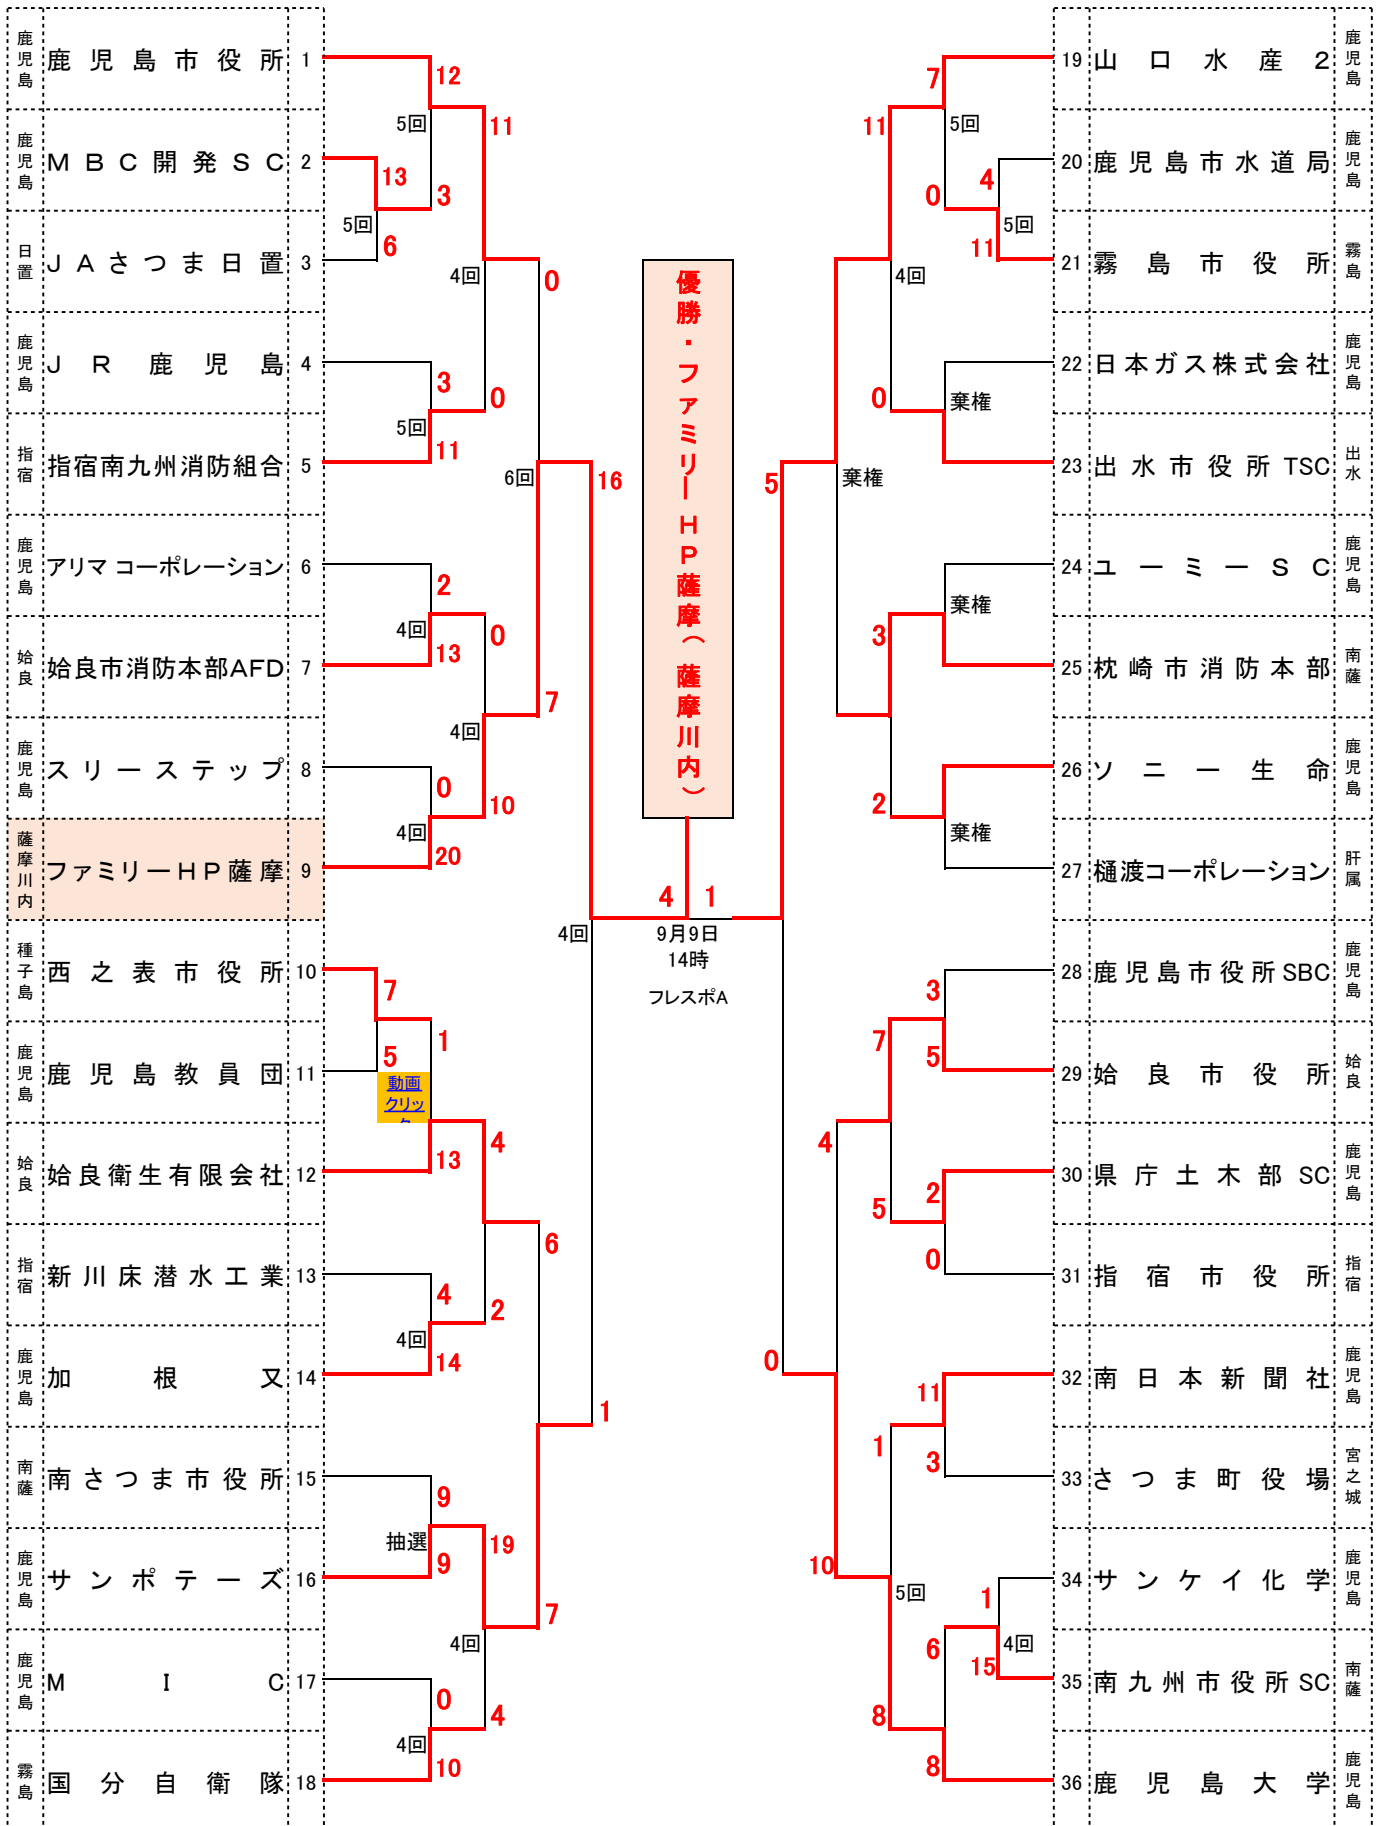 鹿児島 鹿児島市役所 1
鹿児島 MBC開発SC 2
日置 JAさつま日置 3
鹿児島 JR鹿児島 4
指宿 指宿南九州消防組合 5
鹿児島 アリマ コーポレーション 6
姶良 姶良市消防本部AFD 7
鹿児島 スリーステップ 8
薩摩川内 ファミリーHP薩摩 9
種子島 西之表市役所 10
鹿児島 鹿児島教員団 11
姶良 姶良衛生有限会社 12
指宿 新川床潜水工業 13
鹿児島 加根又 14
南薩 南さつま市役所 15
鹿児島 サンポテーズ 16
鹿児島 MIC 17
霧島 国分自衛隊 18
12
5回
3
13
5回
6
11
4回
0
3
5回
11
0
6回
7
2
4回
13
0
4回
10
0
4回
20
16
4回
1
7
5
動画
クリッ
1
13
4
2
4
4回
14
6
7
9
抽選
9
19
4回
4
0
4回
10
優勝・ファミリーHP薩摩(薩摩川内)
4 1
9月9日
14時
フレスポA
7
5回
0
4
5回
11
11
4回
0
棄権
5
0
棄権
3
棄権
2
棄権
3
5
7
5
2
0
4
10
11
3
1
5回
8
1
4回
15
6
8
19 山口水産2 鹿児島
20 鹿児島市水道局 鹿児島
21 霧島市役所 霧島
22 日本ガス株式会社 鹿児島
23 出水市役所TSC 出水
24 ユーミーSC 鹿児島
25 枕崎市消防本部 南薩
26 ソニー生命 鹿児島
27 樋渡コーポレーション 肝属
28 鹿児島市役所SBC 鹿児島
29 姶良市役所 姶良
30 県庁土木部SC 鹿児島
31 指宿市役所 指宿
32 南日本新聞社 鹿児島
33 さつま町役場 宮之城
34 サンケイ化学 鹿児島
35 南九州市役所SC 南薩
36 鹿児島大学 鹿児島